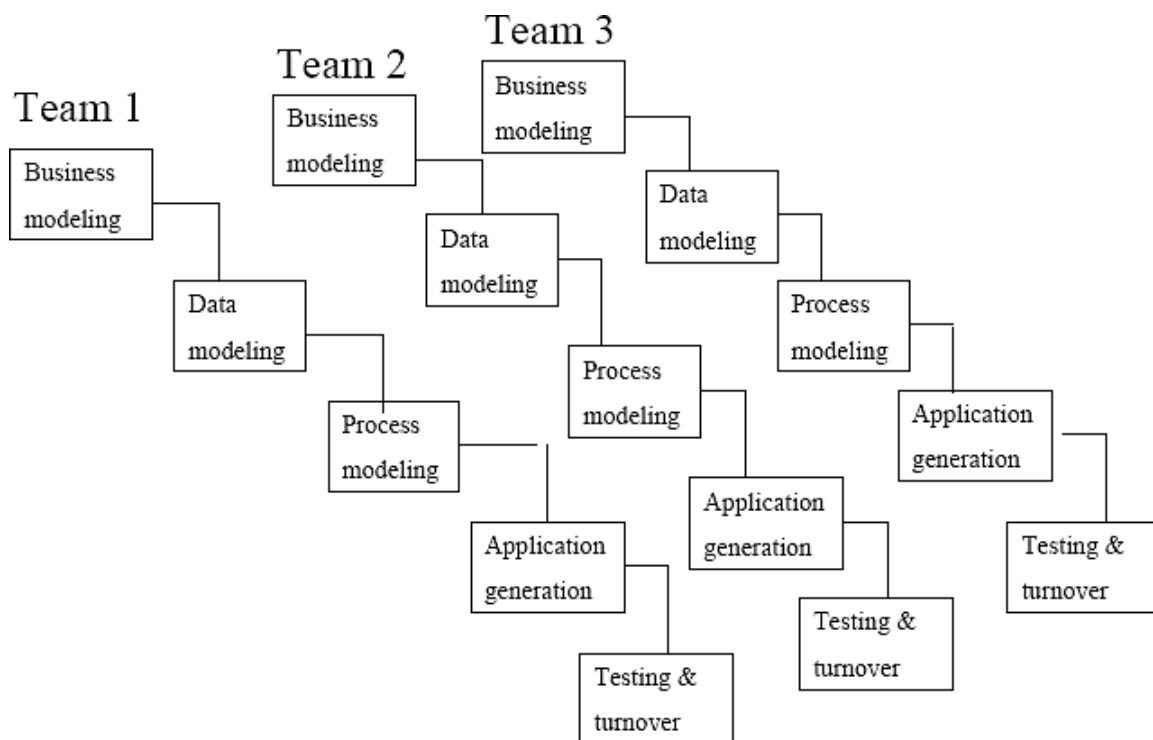 Team 1
Business
modeling
Data
modeling
Process
modeling
Application
generation
Testing &
turnover
Team 2
Business
modeling
Data
modeling
Process
modeling
Application
generation
Testing &
turnover
Team 3
Business
modeling
Data
modeling
Process
modeling
Application
generation
Testing &
turnover